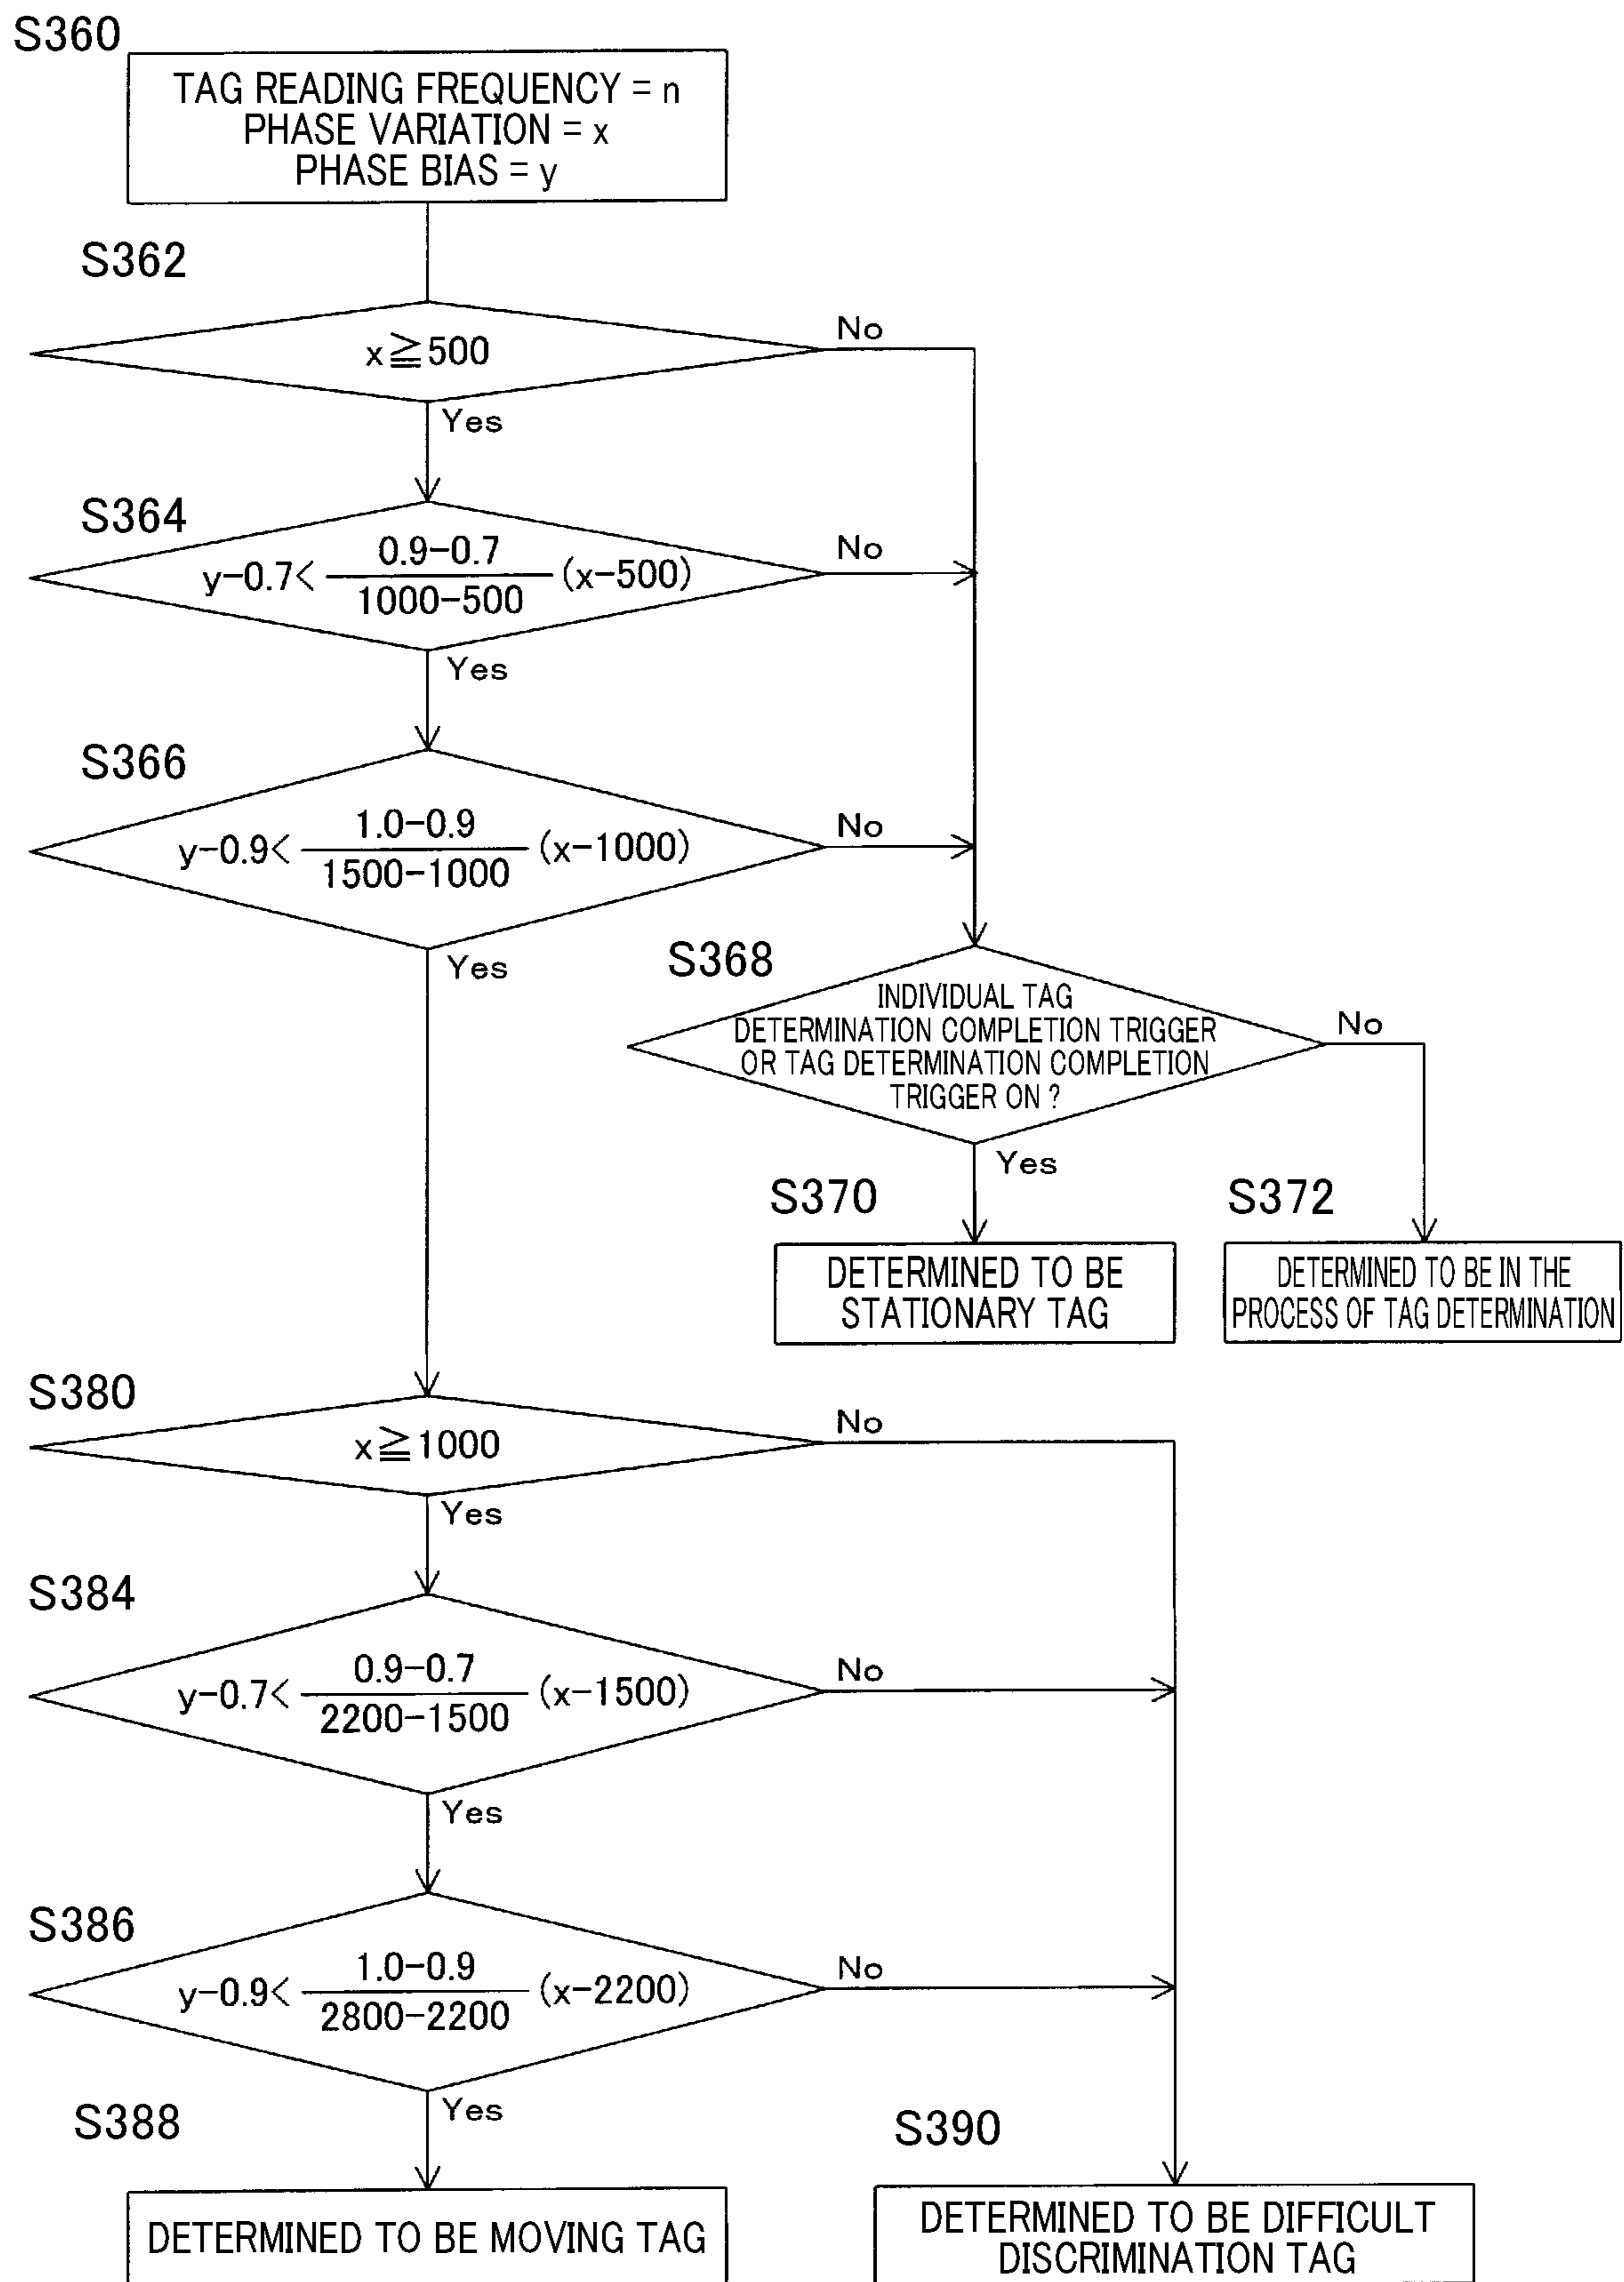 S360
TAG READING FREQUENCY = n
PHASE VARIATION = x
PHASE BIAS = y
S362
x≧500
No
Yes
S364
y-0.7< 0.9-0.7 / 1000-500 (x-500)
No
Yes
S366
y-0.9< 1.0-0.9 / 1500-1000 (x-1000)
No
Yes
S368
INDIVIDUAL TAG
DETERMINATION COMPLETION TRIGGER
OR TAG DETERMINATION COMPLETION
TRIGGER ON ?
No
Yes
S370
DETERMINED TO BE
STATIONARY TAG
S372
DETERMINED TO BE IN THE
PROCESS OF TAG DETERMINATION
S380
x≧1000
No
Yes
S384
y-0.7< 0.9-0.7 / 2200-1500 (x-1500)
No
Yes
S386
y-0.9< 1.0-0.9 / 2800-2200 (x-2200)
No
Yes
S388
DETERMINED TO BE MOVING TAG
S390
DETERMINED TO BE DIFFICULT
DISCRIMINATION TAG